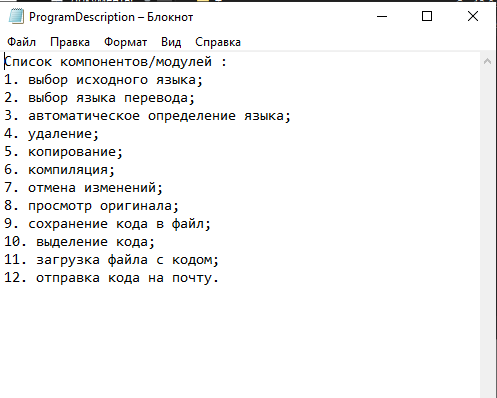 ProgramDescription – Блокнот
Файл Правка Формат Вид Справка
Список компонентов/модулей :
1. выбор исходного языка;
2. выбор языка перевода;
3. автоматическое определение языка;
4. удаление;
5. копирование;
6. компиляция;
7. отмена изменений;
8. просмотр оригинала;
9. сохранение кода в файл;
10. выделение кода;
11. загрузка файла с кодом;
12. отправка кода на почту.